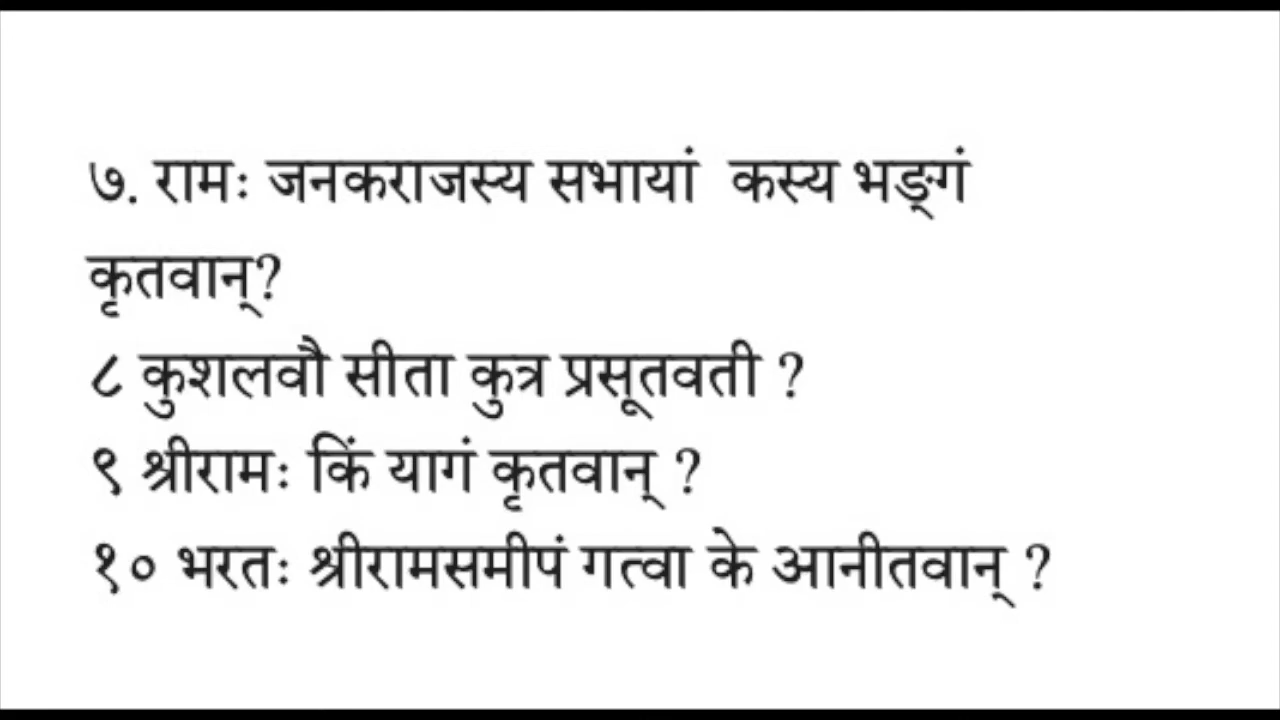 ७. रामः जनकराजस्य सभायां कस्य भङ्गं
कृतवान्?
८ कुशलवौ सीता कुत्र प्रसूतवती ?
९ श्रीरामः किं यागं कृतवान् ?
१० भरतः श्रीरामसमीपं गत्वा के आनीतवान् ?